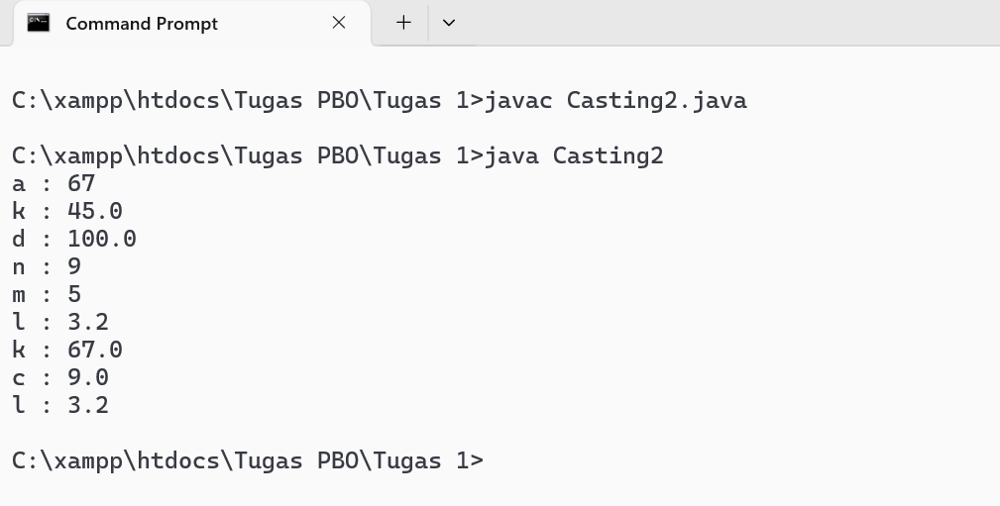 Command Prompt
C:\xampp\htdocs\Tugas PBO\Tugas 1>javac Casting2.java
C:\xampp\htdocs\Tugas PBO\Tugas 1>java Casting2
a : 67
k : 45.0
d : 100.0
n : 9
m : 5
l : 3.2
k : 67.0
c : 9.0
l : 3.2
C:\xampp\htdocs\Tugas PBO\Tugas 1>